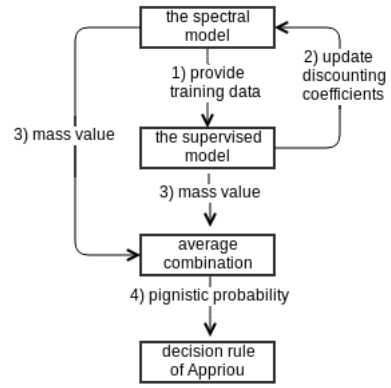 the spectral
model
1) provide
training data
2) update
discounting
coefficients
3) mass value
the supervised
model
3) mass value
average
combination
4) pignistic probability
decision rule
of Appriou